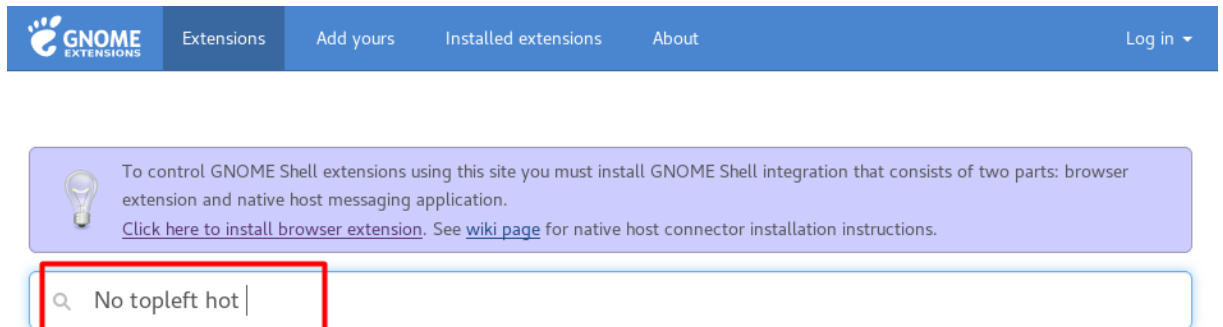 GNOME EXTENSIONS Extensions Add yours Installed extensions About Log in
To control GNOME Shell extensions using this site you must install GNOME Shell integration that consists of two parts: browser
extension and native host messaging application.
Click here to install browser extension. See wiki page for native host connector installation instructions.
No topleft hot